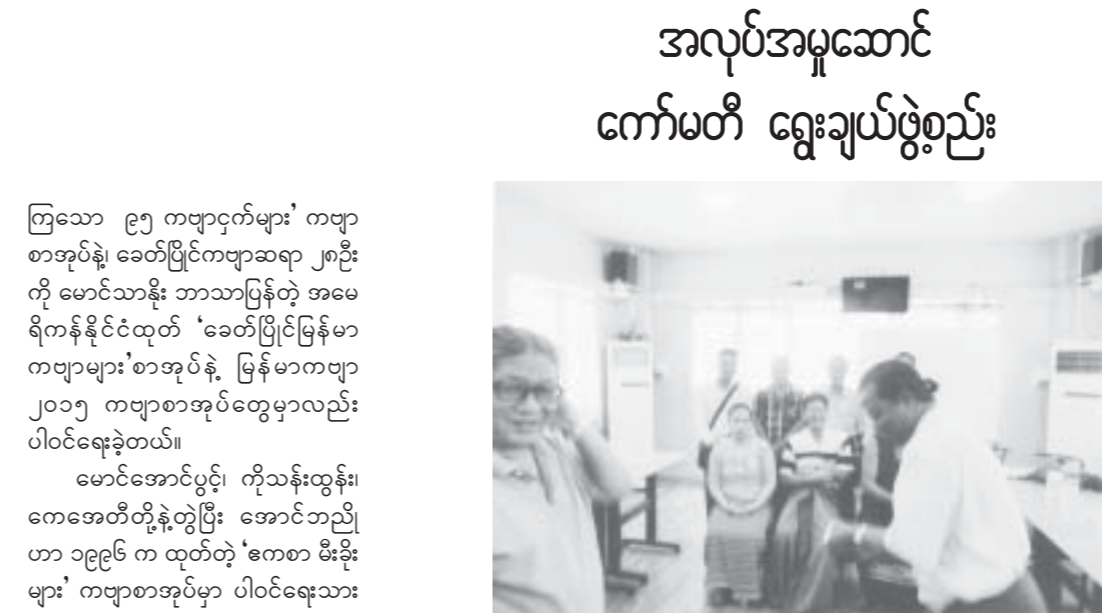 အလုပ်အမှုဆောင်
ကော်မတီ ရွေးချယ်ဖွဲ့စည်း
ကြသော ၉၅ ကဗျာငှက်များ’ ကဗျာ
စာအုပ်နဲ့၊ ခေတ်ပြိုင်ကဗျာဆရာ ၂၈ဦး
ကို မောင်သာနိုး ဘာသာပြန်တဲ့ အမေ
ရိကန်နိုင်ငံထုတ် ‘ခေတ်ပြိုင်မြန်မာ
ကဗျာများ’စာအုပ်နဲ့ မြန်မာကဗျာ
၂၀၁၅ ကဗျာစာအုပ်တွေမှာလည်း
ပါဝင်ရေးခဲ့တယ်။
မောင်အောင်ပွင့်၊ ကိုသန်းထွန်း၊
ကေအေတီတို့နဲ့တွဲပြီး အောင်ဘညို
ဟာ ၁၉၉၆ က ထုတ်တဲ့ ‘ဧကစာ မီးခိုး
များ’ ကဗျာစာအုပ်မှာ ပါဝင်ရေးသား